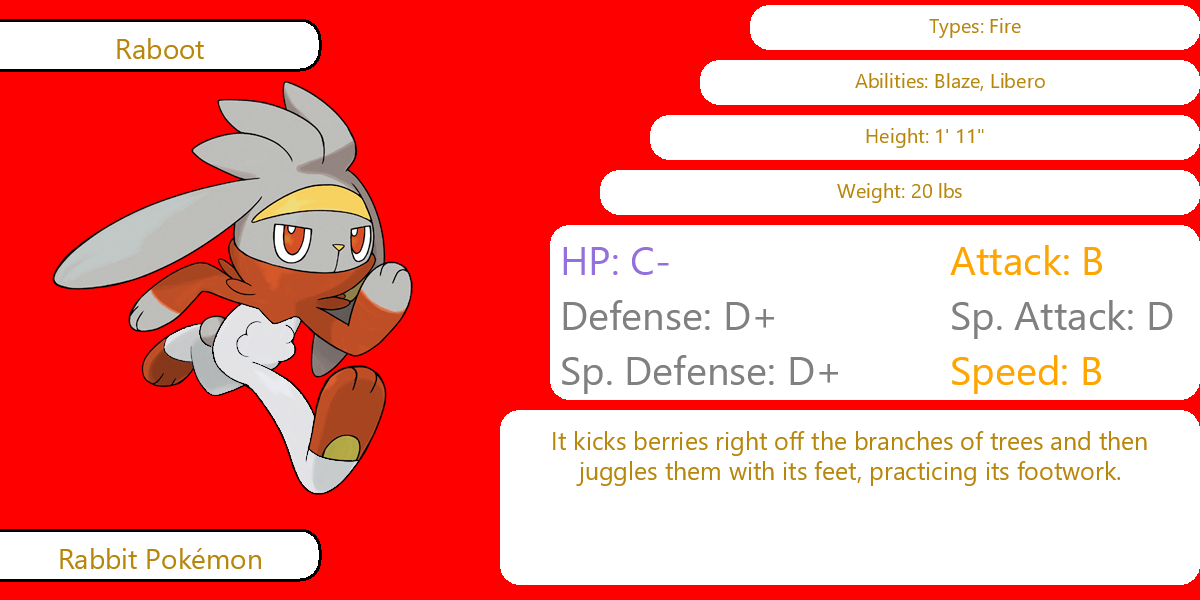 Raboot
Types: Fire
Abilities: Blaze, Libero
Height: 1' 11"
Weight: 20 lbs
HP: C-
Attack: B
Defense: D+
Sp. Attack: D
Sp. Defense: D+
Speed: B
It kicks berries right off the branches of trees and then
juggles them with its feet, practicing its footwork.
Rabbit Pokémon